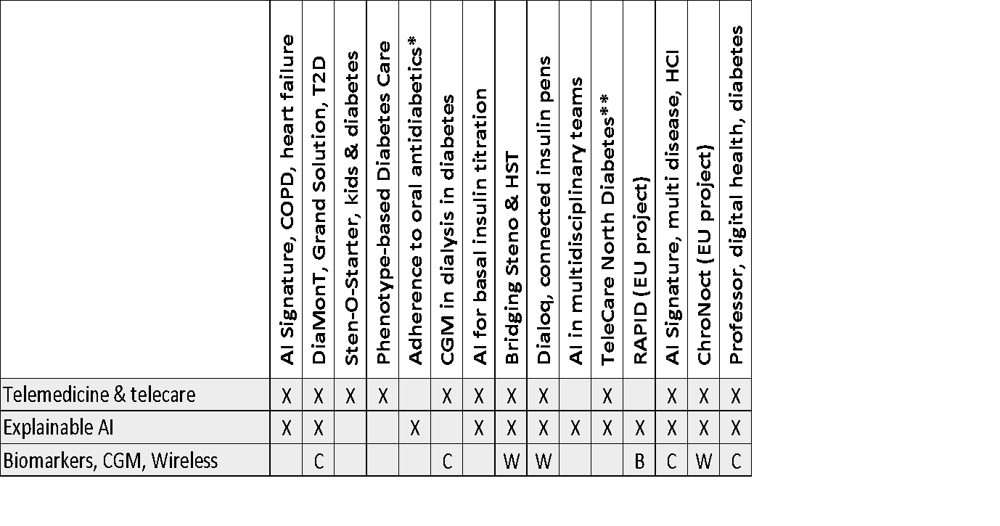 AI Signature, COPD, heart failure
DiaMonT, Grand Solution, T2D
Sten-O-Starter, kids & diabetes
Phenotype-based Diabetes Care
Adherence to oral antidiabetics*
CGM in dialysis in diabetes
AI for basal insulin titration
Bridging Steno & HST
Dialoq, connected insulin pens
AI in multidisciplinary teams
TeleCare North Diabetes**
RAPID (EU project)
AI Signature, multi disease, HCI
ChroNoct (EU project)
Professor, digital health, diabetes
Telemedicine & telecare X X X X X X X X X X X X
Explainable AI X X X X X X X X X X X X
Biomarkers, CGM, Wireless C C W W B C W C